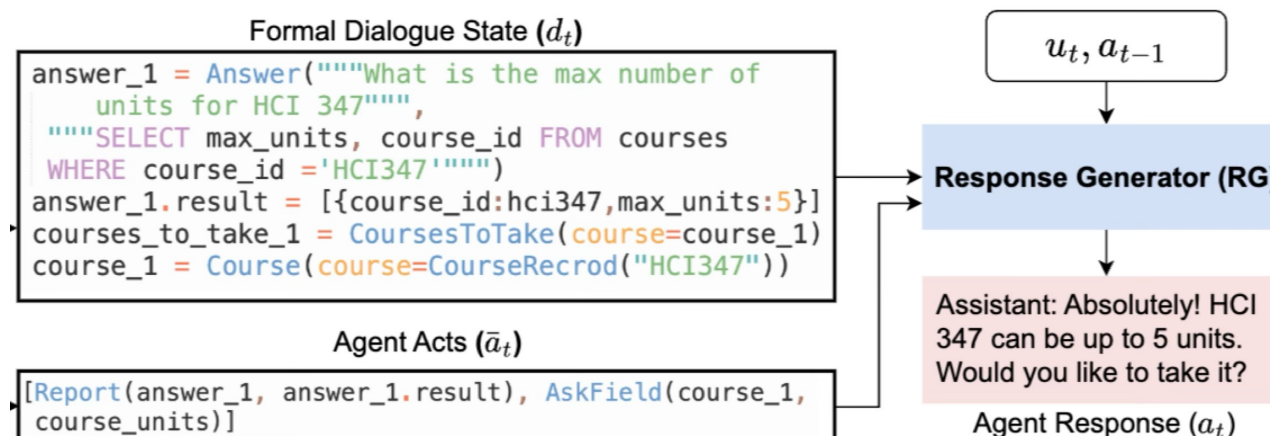 Formal Dialogue State (d_t)
answer_1 = Answer("""What is the max number of
units for HCI 347""",
"""SELECT max_units, course_id FROM courses
WHERE course_id ='HCI347'""")
answer_1.result = [{course_id:hci347,max_units:5}]
courses_to_take_1 = CoursesToTake(course=course_1)
course_1 = Course(course=CourseRecrod("HCI347"))
Agent Acts (ā_t)
[Report(answer_1, answer_1.result), AskField(course_1,
course_units)]
u_t, a_{t-1}
Response Generator (RG
Assistant: Absolutely! HCI
347 can be up to 5 units.
Would you like to take it?
Agent Response (a_t)